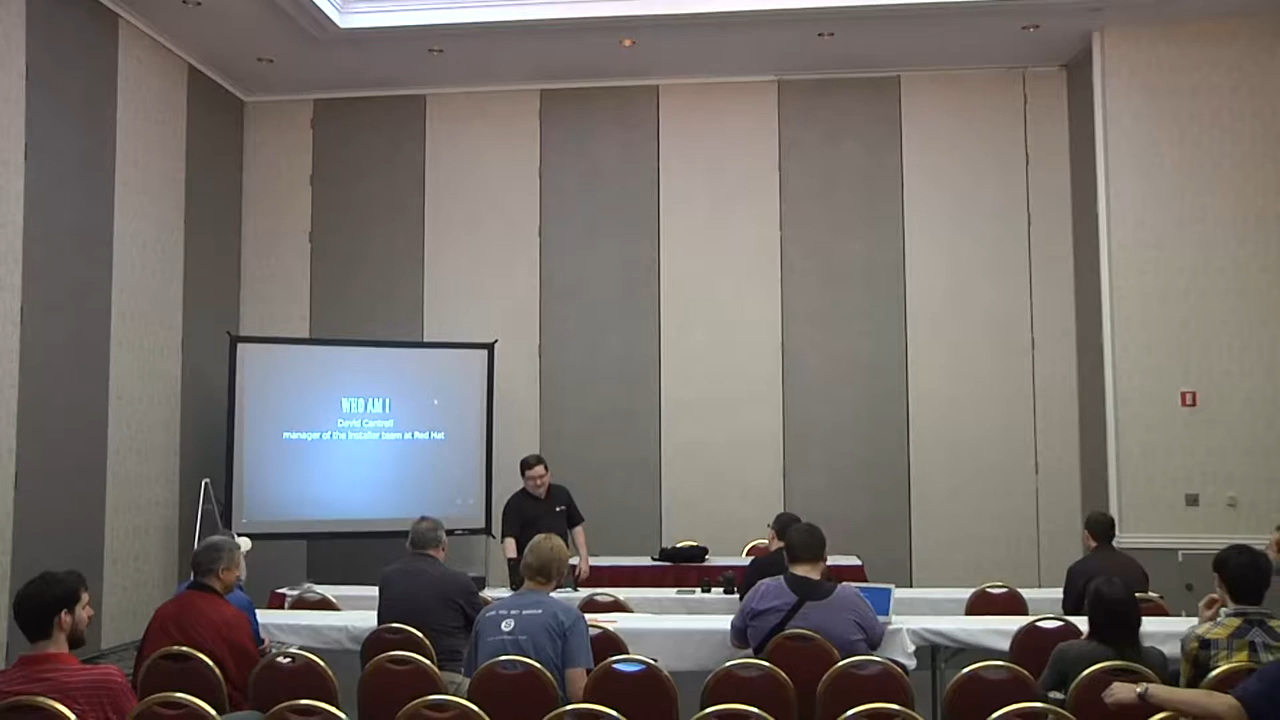 WHO AM I
David Cantrell
manager of the installer team at Red Hat